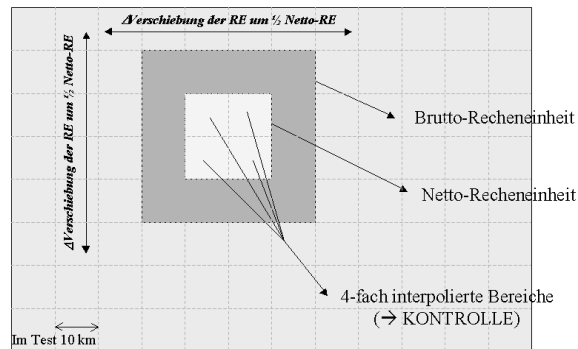 ΔVerschiebung der RE um ½ Netto-RE
ΔVerschiebung der RE um ½ Netto-RE
Brutto-Recheneinheit
Netto-Recheneinheit
4-fach interpolierte Bereiche
(→ KONTROLLE)
Im Test 10 km